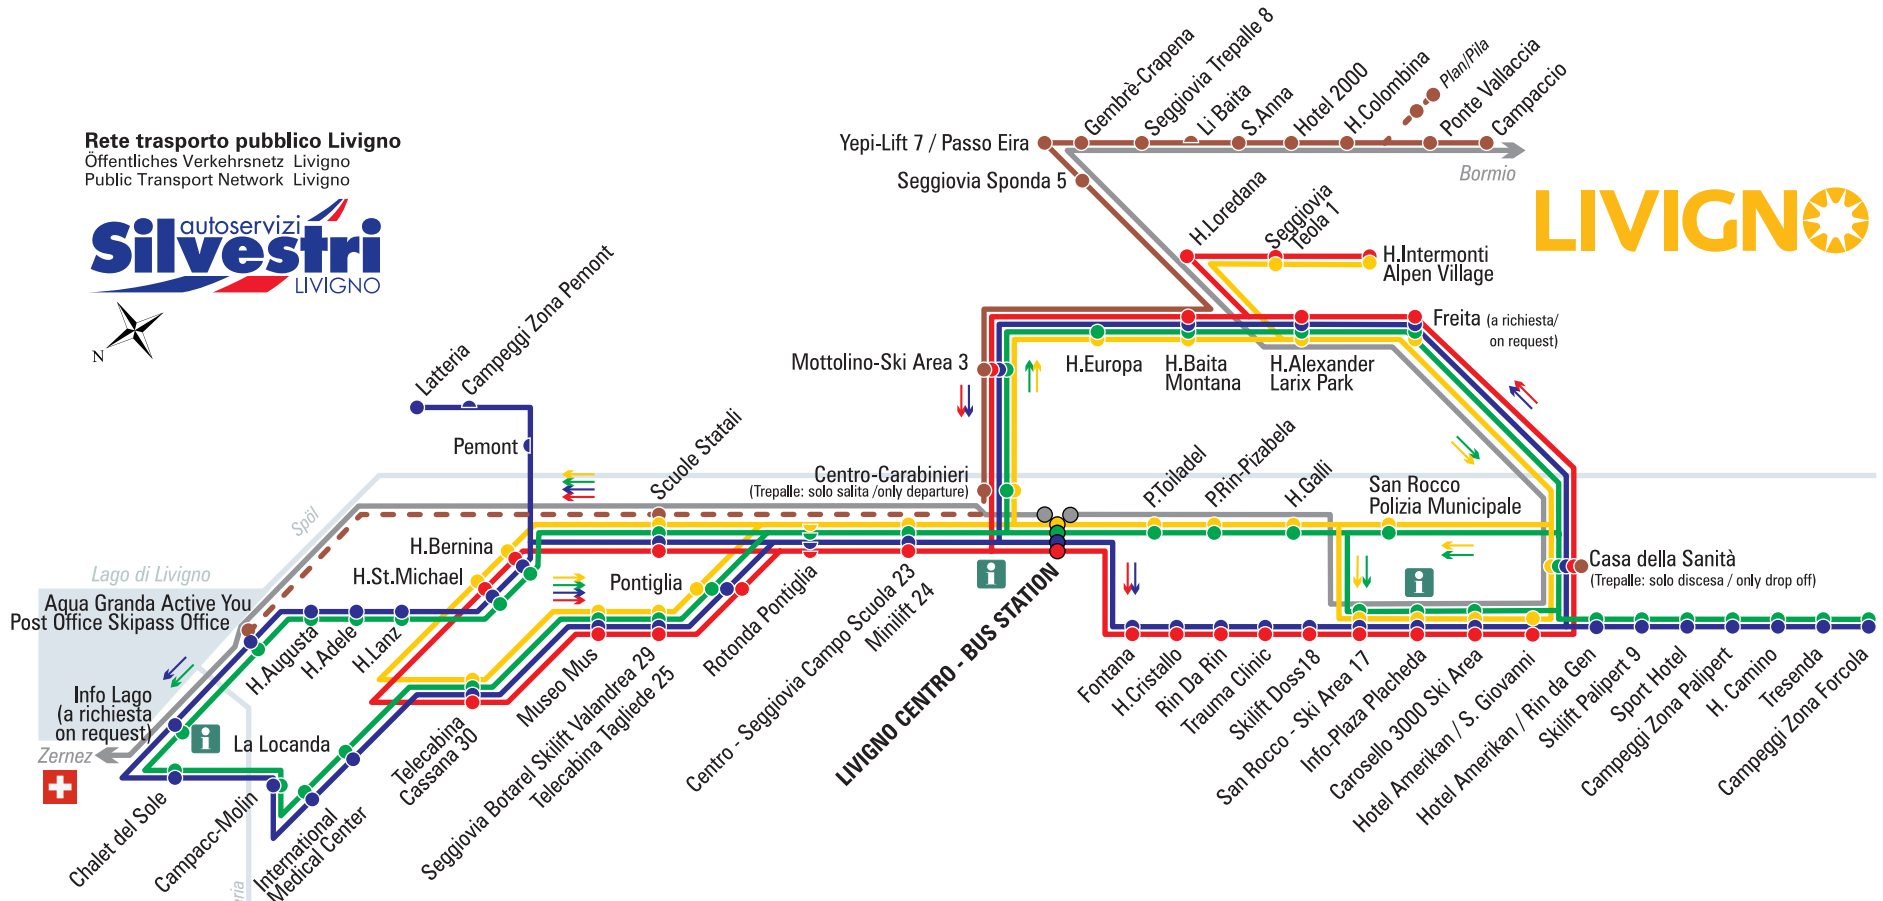 Rete trasporto pubblico Livigno
Öffentliches Verkehrsnetz Livigno
Public Transport Network Livigno
autoservizi
Silvestri
LIVIGNO
N
LIVIGNO
Yepi-Lift 7 / Passo Eira
Seggiovia Sponda 5
Gembrè-Crapena
Seggiovia Trepalle 8
Li Baita
S.Anna
Hotel 2000
H.Colombina
Plan/Pila
Ponte Vallaccia
Campaccio
Bormio
H.Loredana
Seggiovia
Teola 1
H.Intermonti
Alpen Village
Freita (a richiesta/
on request)
Mottolino-Ski Area 3
H.Europa
H.Baita
Montana
H.Alexander
Larix Park
Latteria
Campeggi Zona Pemont
Pemont
Scuole Statali
Centro-Carabinieri
(Trepalle: solo salita /only departure)
P.Toiladel
P.Rin-Pizabela
H.Galli
San Rocco
Polizia Municipale
Spöl
H.Bernina
H.St.Michael
Pontiglia
Casa della Sanità
(Trepalle: solo discesa / only drop off)
Lago di Livigno
Aqua Granda Active You
Post Office Skipass Office
i
i
i
H.Augusta
H.Adele
H.Lanz
Info Lago
(a richiesta
on request)
Zernez
La Locanda
Chalet del Sole
Campacc-Molin
International
Medical Center
Telecabina
Cassana 30
Museo Mus
Seggiovia Botarel Skilift Valandrea 29
Telecabina Tagliede 25
Rotonda Pontiglia
Centro - Seggiovia Campo Scuola 23
Minilift 24
LIVIGNO CENTRO - BUS STATION
Fontana
H.Cristallo
Rin Da Rin
Trauma Clinic
Skilift Doss18
San Rocco - Ski Area 17
Info-Plaza Placheda
Carosello 3000 Ski Area
Hotel Amerikan / S. Giovanni
Hotel Amerikan / Rin da Gen
Skilift Palipert 9
Sport Hotel
Campeggi Zona Palipert
H. Camino
Tresenda
Campeggi Zona Forcola